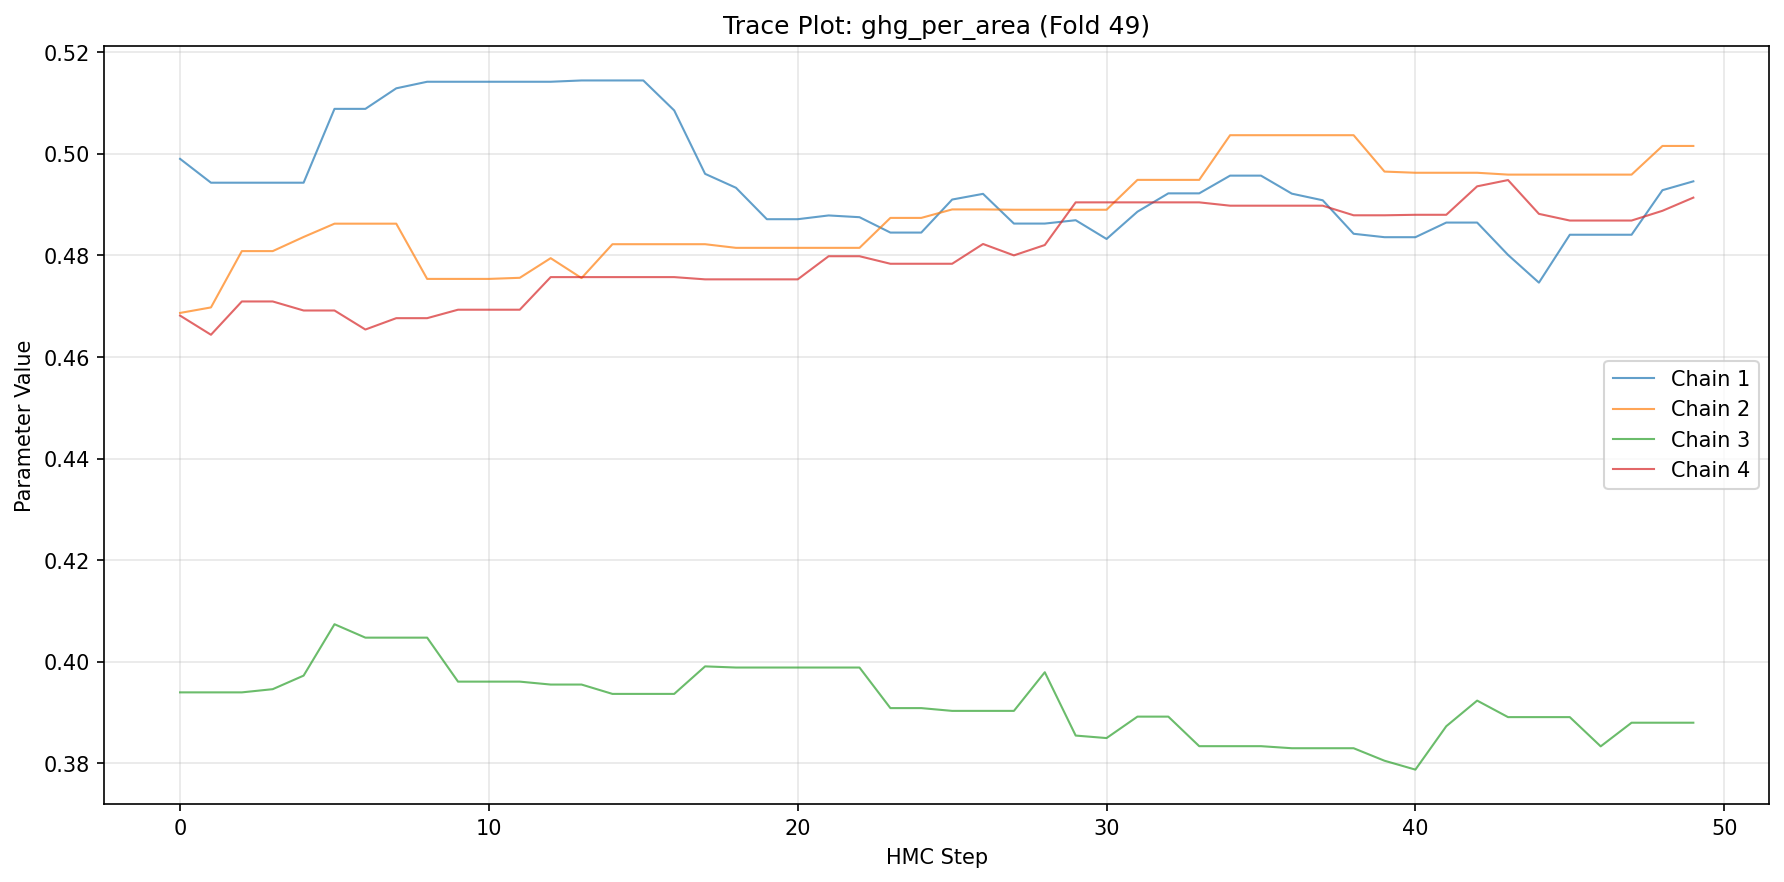 Trace Plot: ghg_per_area (Fold 49)
Parameter Value
0.52
0.50
0.48
0.46
0.44
0.42
0.40
0.38
Chain 1
Chain 2
Chain 3
Chain 4
0 10 20 30 40 50
HMC Step